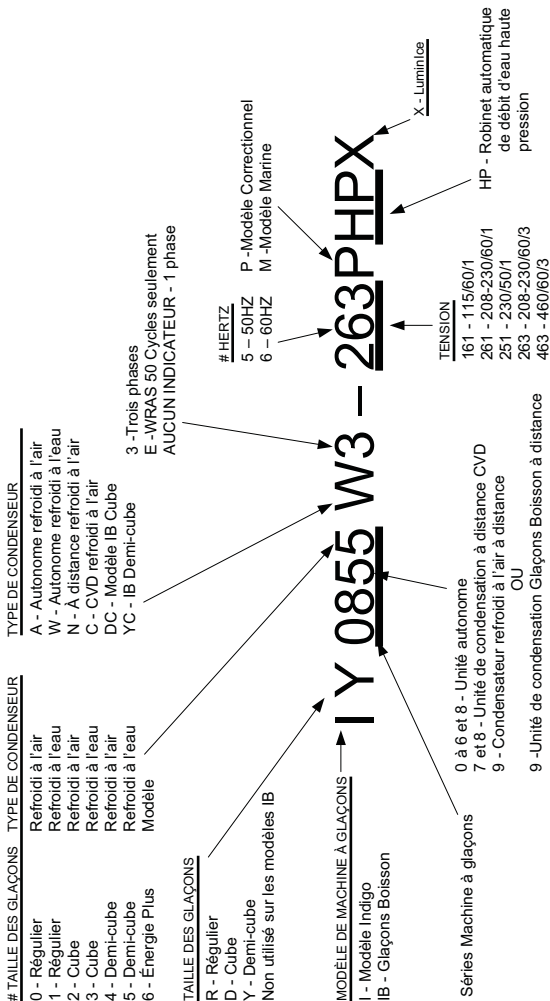 # TAILLE DES GLAÇONS TYPE DE CONDENSEUR
0 - Régulier Refroidi à l'air
1 - Régulier Refroidi à l'eau
2 - Cube Refroidi à l'air
3 - Cube Refroidi à l'eau
4 - Demi-cube Refroidi à l'air
5 - Demi-cube Refroidi à l'eau
6 - Énergie Plus Modèle
TYPE DE CONDENSEUR
A - Autonome refroidi à l'air
W - Autonome refroidi à l'eau
N - À distance refroidi à l'air
C - CVD refroidi à l'air
DC - Modèle IB Cube
YC - IB Demi-cube
3 -Trois phases
E -WRAS 50 Cycles seulement
AUCUN INDICATEUR - 1 phase
TAILLE DES GLAÇONS
R - Régulier
D - Cube
Y - Demi-cube
Non utilisé sur les modèles IB
# HERTZ
5 – 50HZ
6 – 60HZ
P -Modèle Correctionnel
M -Modèle Marine
I Y 0855 W3 – 263PHPX
MODÈLE DE MACHINE À GLAÇONS
I - Modèle Indigo
IB - Glaçons Boisson
X - LuminIce
Séries Machine à glaçons
0 à 6 et 8 - Unité autonome
7 et 8 - Unité de condensation à distance CVD
9 - Condensateur refroidi à l'air à distance
OU
9 -Unité de condensation Glaçons Boisson à distance
TENSION
161 - 115/60/1
261 - 208-230/60/1
251 - 230/50/1
263 - 208-230/60/3
463 - 460/60/3
HP - Robinet automatique
de débit d'eau haute
pression